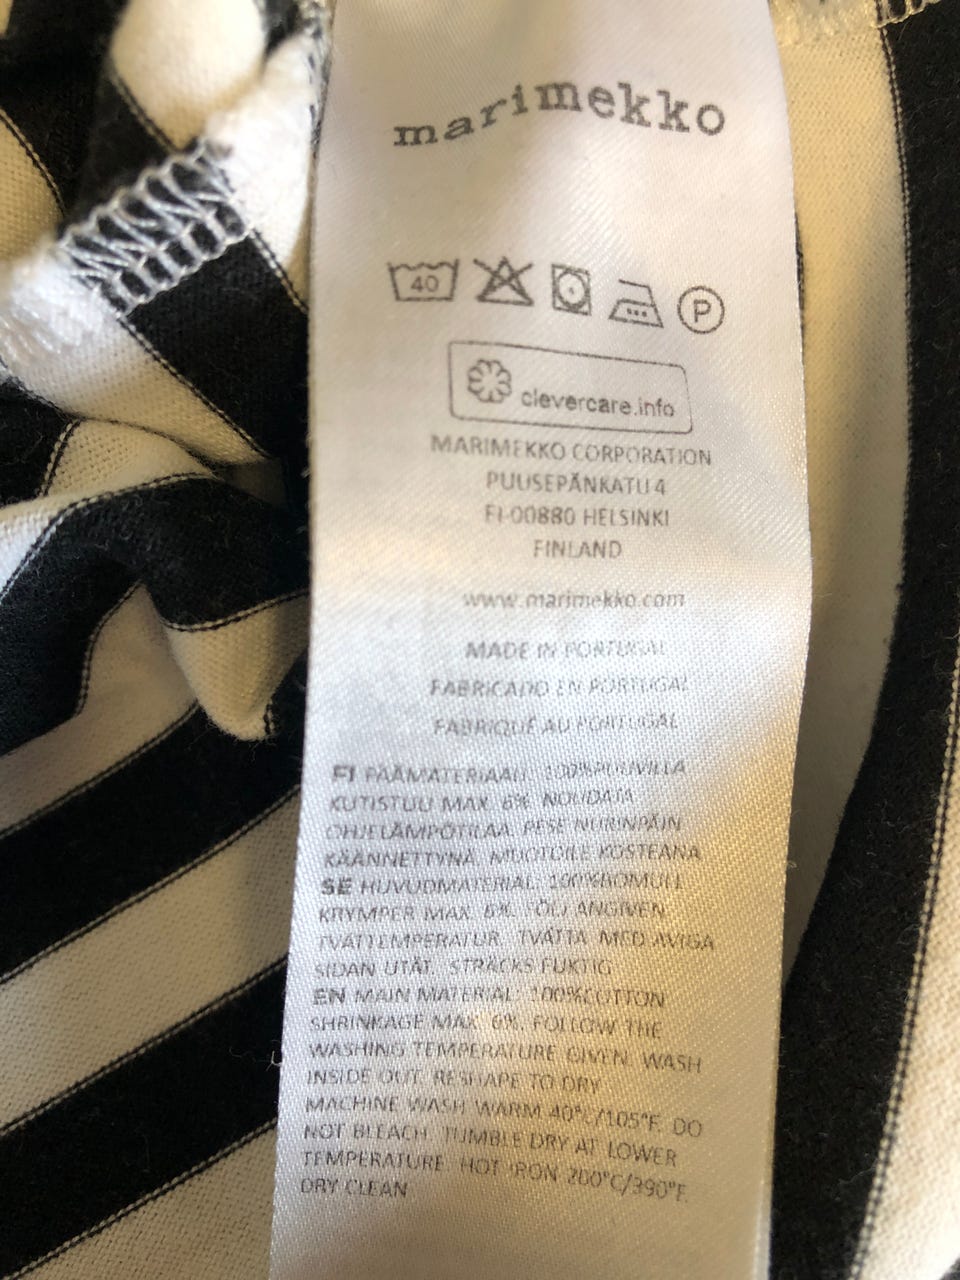 marimekko
40 P
clevercare.info
MARIMEKKO CORPORATION
PUUSEPÄNKATU 4
FI-00880 HELSINKI
FINLAND
www.marimekko.com
MADE IN PORTUGAL
FABRICADO EN PORTUGAL
FABRIQUÉ AU PORTUGAL
FI PÄÄMATERIAALI: 100%PUUVILLA
KUTISTUU MAX. 6%. NOUDATA
OHJELÄMPÖTILAA. PESE NURINPÄIN
KÄÄNNETTYNÄ. MUOTOILE KOSTEANA
SE HUVUDMATERIAL: 100%BOMULL
KRYMPER MAX. 6%. FÖLJ ANGIVEN
TVÄTTEMPERATUR. TVÄTTA MED AVIGA
SIDAN UTÅT. STRÄCKS FUKTIG
EN MAIN MATERIAL: 100%COTTON
SHRINKAGE MAX. 6%. FOLLOW THE
WASHING TEMPERATURE GIVEN. WASH
INSIDE OUT. RESHAPE TO DRY
MACHINE WASH WARM 40°C/105°F. DO
NOT BLEACH. TUMBLE DRY AT LOWER
TEMPERATURE. HOT IRON 200°C/390°F.
DRY CLEAN